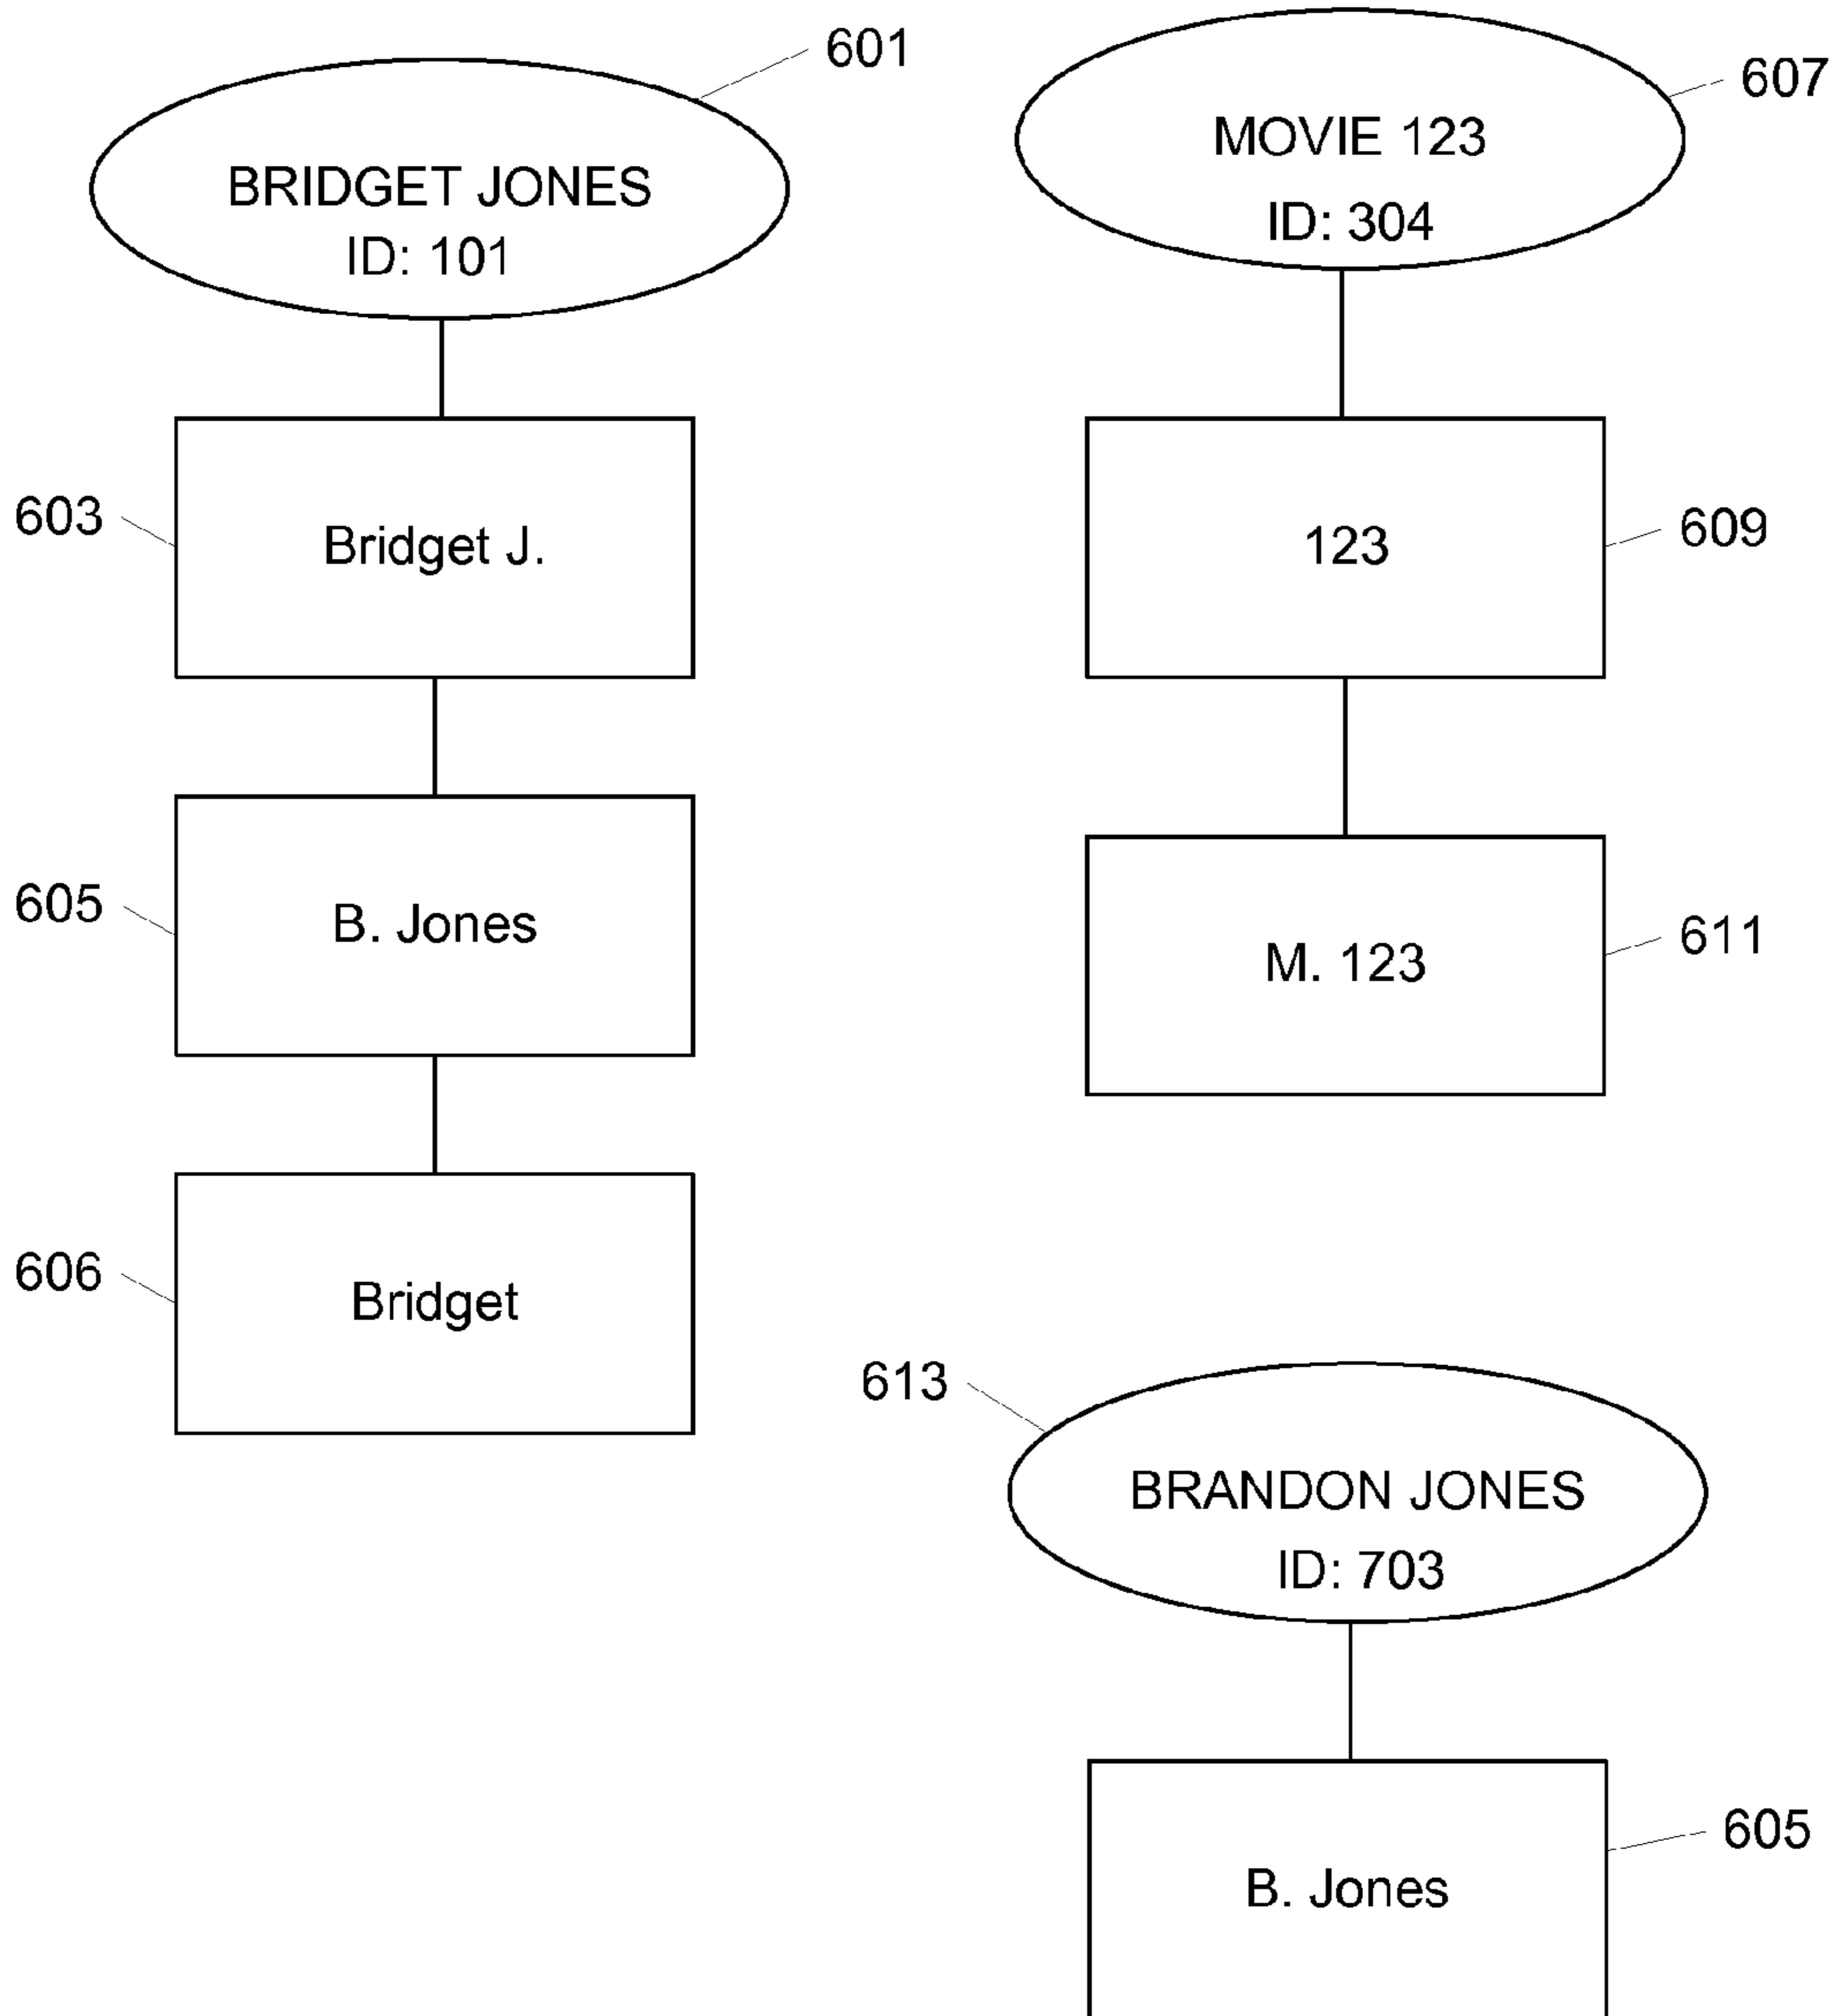 601
BRIDGET JONES
ID: 101
603
Bridget J.
605
B. Jones
606
Bridget
607
MOVIE 123
ID: 304
609
123
611
M. 123
613
BRANDON JONES
ID: 703
605
B. Jones